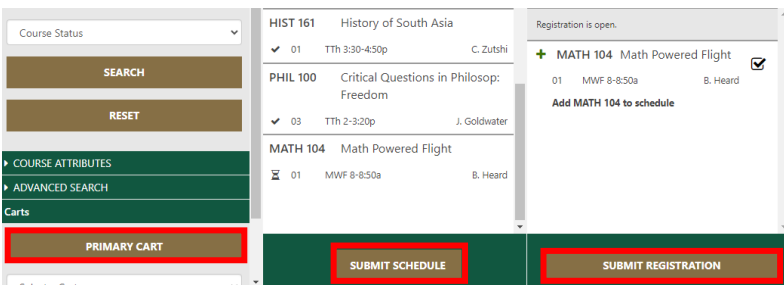 Course Status
SEARCH
RESET
COURSE ATTRIBUTES
ADVANCED SEARCH
Carts
PRIMARY CART
HIST 161 History of South Asia
01 TTh 3:30-4:50p C. Zutshi
PHIL 100 Critical Questions in Philosop:
Freedom
03 TTh 2-3:20p J. Goldwater
MATH 104 Math Powered Flight
01 MWF 8-8:50a B. Heard
SUBMIT SCHEDULE
Registration is open.
MATH 104 Math Powered Flight
01 MWF 8-8:50a B. Heard
Add MATH 104 to schedule
SUBMIT REGISTRATION